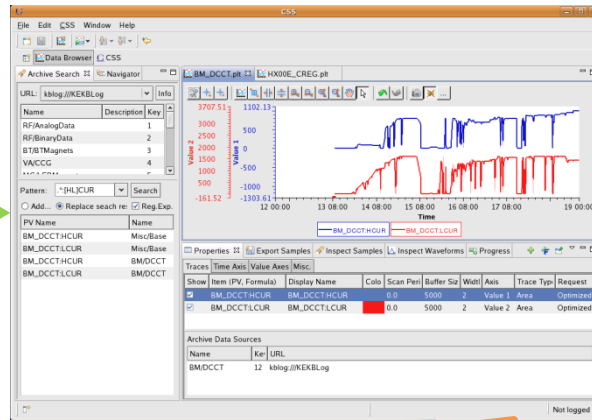 CSS
File Edit CSS Window Help
Data Browser CSS
Archive Search Navigator
URL: kblog:///KEKBLog Info
Name Description Key
RF/AnalogData 1
RF/BinaryData 2
BT/BTMagnets 3
VA/CCG 4
Pattern: .*[HL]CUR Search
Add... Replace search re: Reg.Exp.
PV Name Name
BM_DCCT:HCUR Misc/Base
BM_DCCT:LCUR Misc/Base
BM_DCCT:HCUR BM/DCCT
BM_DCCT:LCUR BM/DCCT
BM_DCCT.plt HX00E_CREG.plt
3707.51 1102.13
3000
2500
2000
1500
1000
500
-161.52
Value 2
500
0
-500
-1000
-1303.61
Value 1
12 00:00 13 08:00 14 08:00 15 08:00 16 08:00 17 08:00 19 00:00
Time
BM_DCCT:HCUR BM_DCCT:LCUR
Properties Export Samples Inspect Samples Inspect Waveforms Progress
Traces Time Axis Value Axes Misc.
Show Item (PV, Formula) Display Name Colo Scan Peri Buffer Siz Widtl Axis Trace Typ Request
BM_DCCT:HCUR BM_DCCT:HCUR 0.0 5000 2 Value 1 Area Optimized
BM_DCCT:LCUR BM_DCCT:LCUR 0.0 5000 2 Value 2 Area Optimized
Archive Data Sources
Name Ke URL
BM/DCCT 12 kblog:///KEKBLog
Not logged